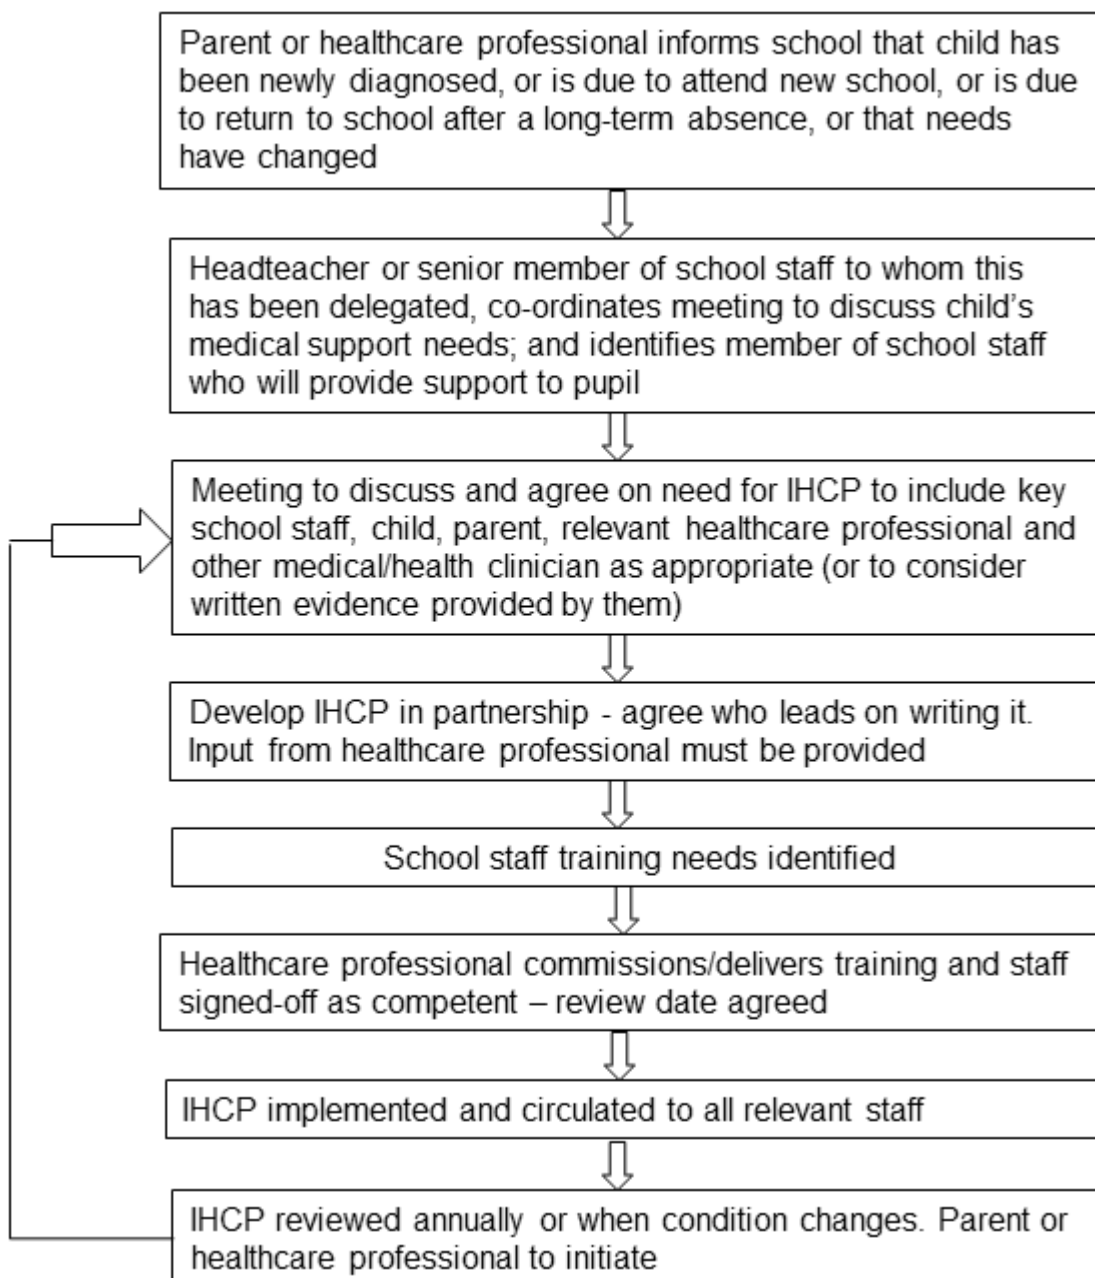 Parent or healthcare professional informs school that child has
been newly diagnosed, or is due to attend new school, or is due
to return to school after a long-term absence, or that needs
have changed
Headteacher or senior member of school staff to whom this
has been delegated, co-ordinates meeting to discuss child's
medical support needs; and identifies member of school staff
who will provide support to pupil
Meeting to discuss and agree on need for IHCP to include key
school staff, child, parent, relevant healthcare professional and
other medical/health clinician as appropriate (or to consider
written evidence provided by them)
Develop IHCP in partnership - agree who leads on writing it.
Input from healthcare professional must be provided
School staff training needs identified
Healthcare professional commissions/delivers training and staff
signed-off as competent – review date agreed
IHCP implemented and circulated to all relevant staff
IHCP reviewed annually or when condition changes. Parent or
healthcare professional to initiate